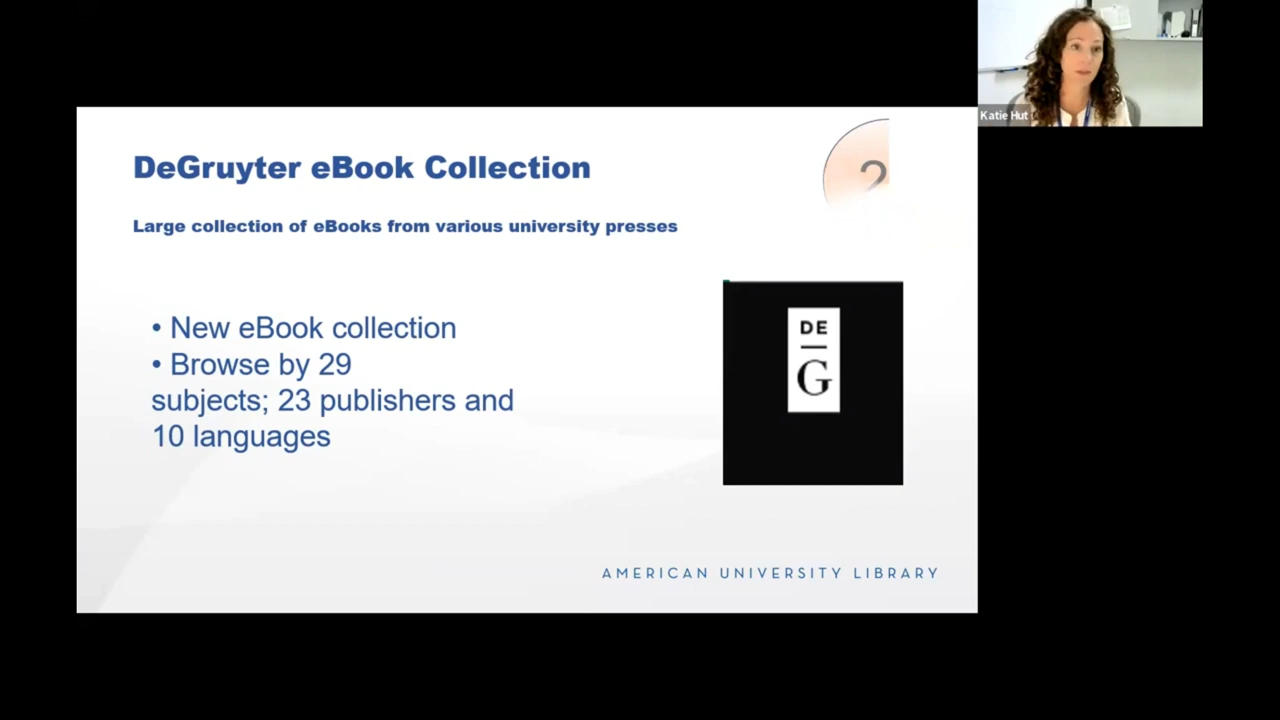 DeGruyter eBook Collection
2
Large collection of eBooks from various university presses
• New eBook collection
• Browse by 29
subjects; 23 publishers and
10 languages
DE
G
AMERICAN UNIVERSITY LIBRARY
Katie Hut